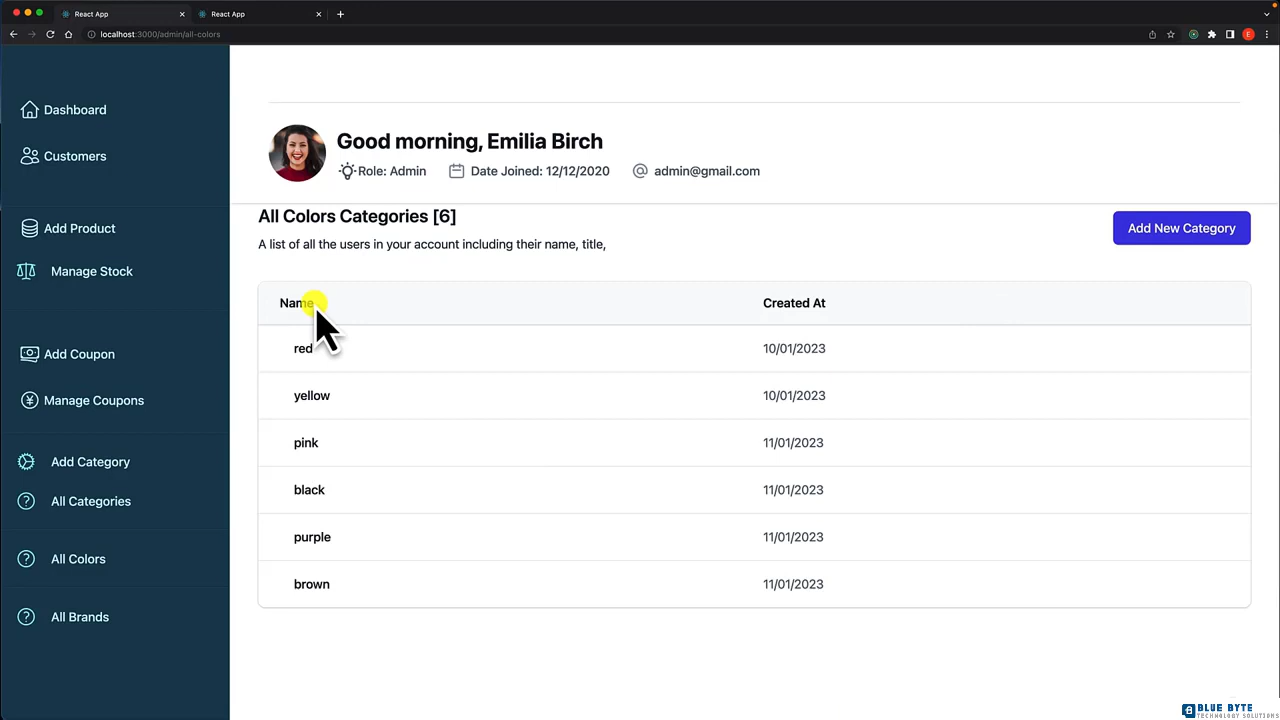 React App
React App
localhost:3000/admin/all-colors
E
Dashboard
Customers
Add Product
Manage Stock
Add Coupon
Manage Coupons
Add Category
All Categories
All Colors
All Brands
Good morning, Emilia Birch
Role: Admin
Date Joined: 12/12/2020
admin@gmail.com
All Colors Categories [6]
A list of all the users in your account including their name, title,
Add New Category
Name Created At
red 10/01/2023
yellow 10/01/2023
pink 11/01/2023
black 11/01/2023
purple 11/01/2023
brown 11/01/2023
BLUE BYTE
TECHNOLOGY SOLUTIONS